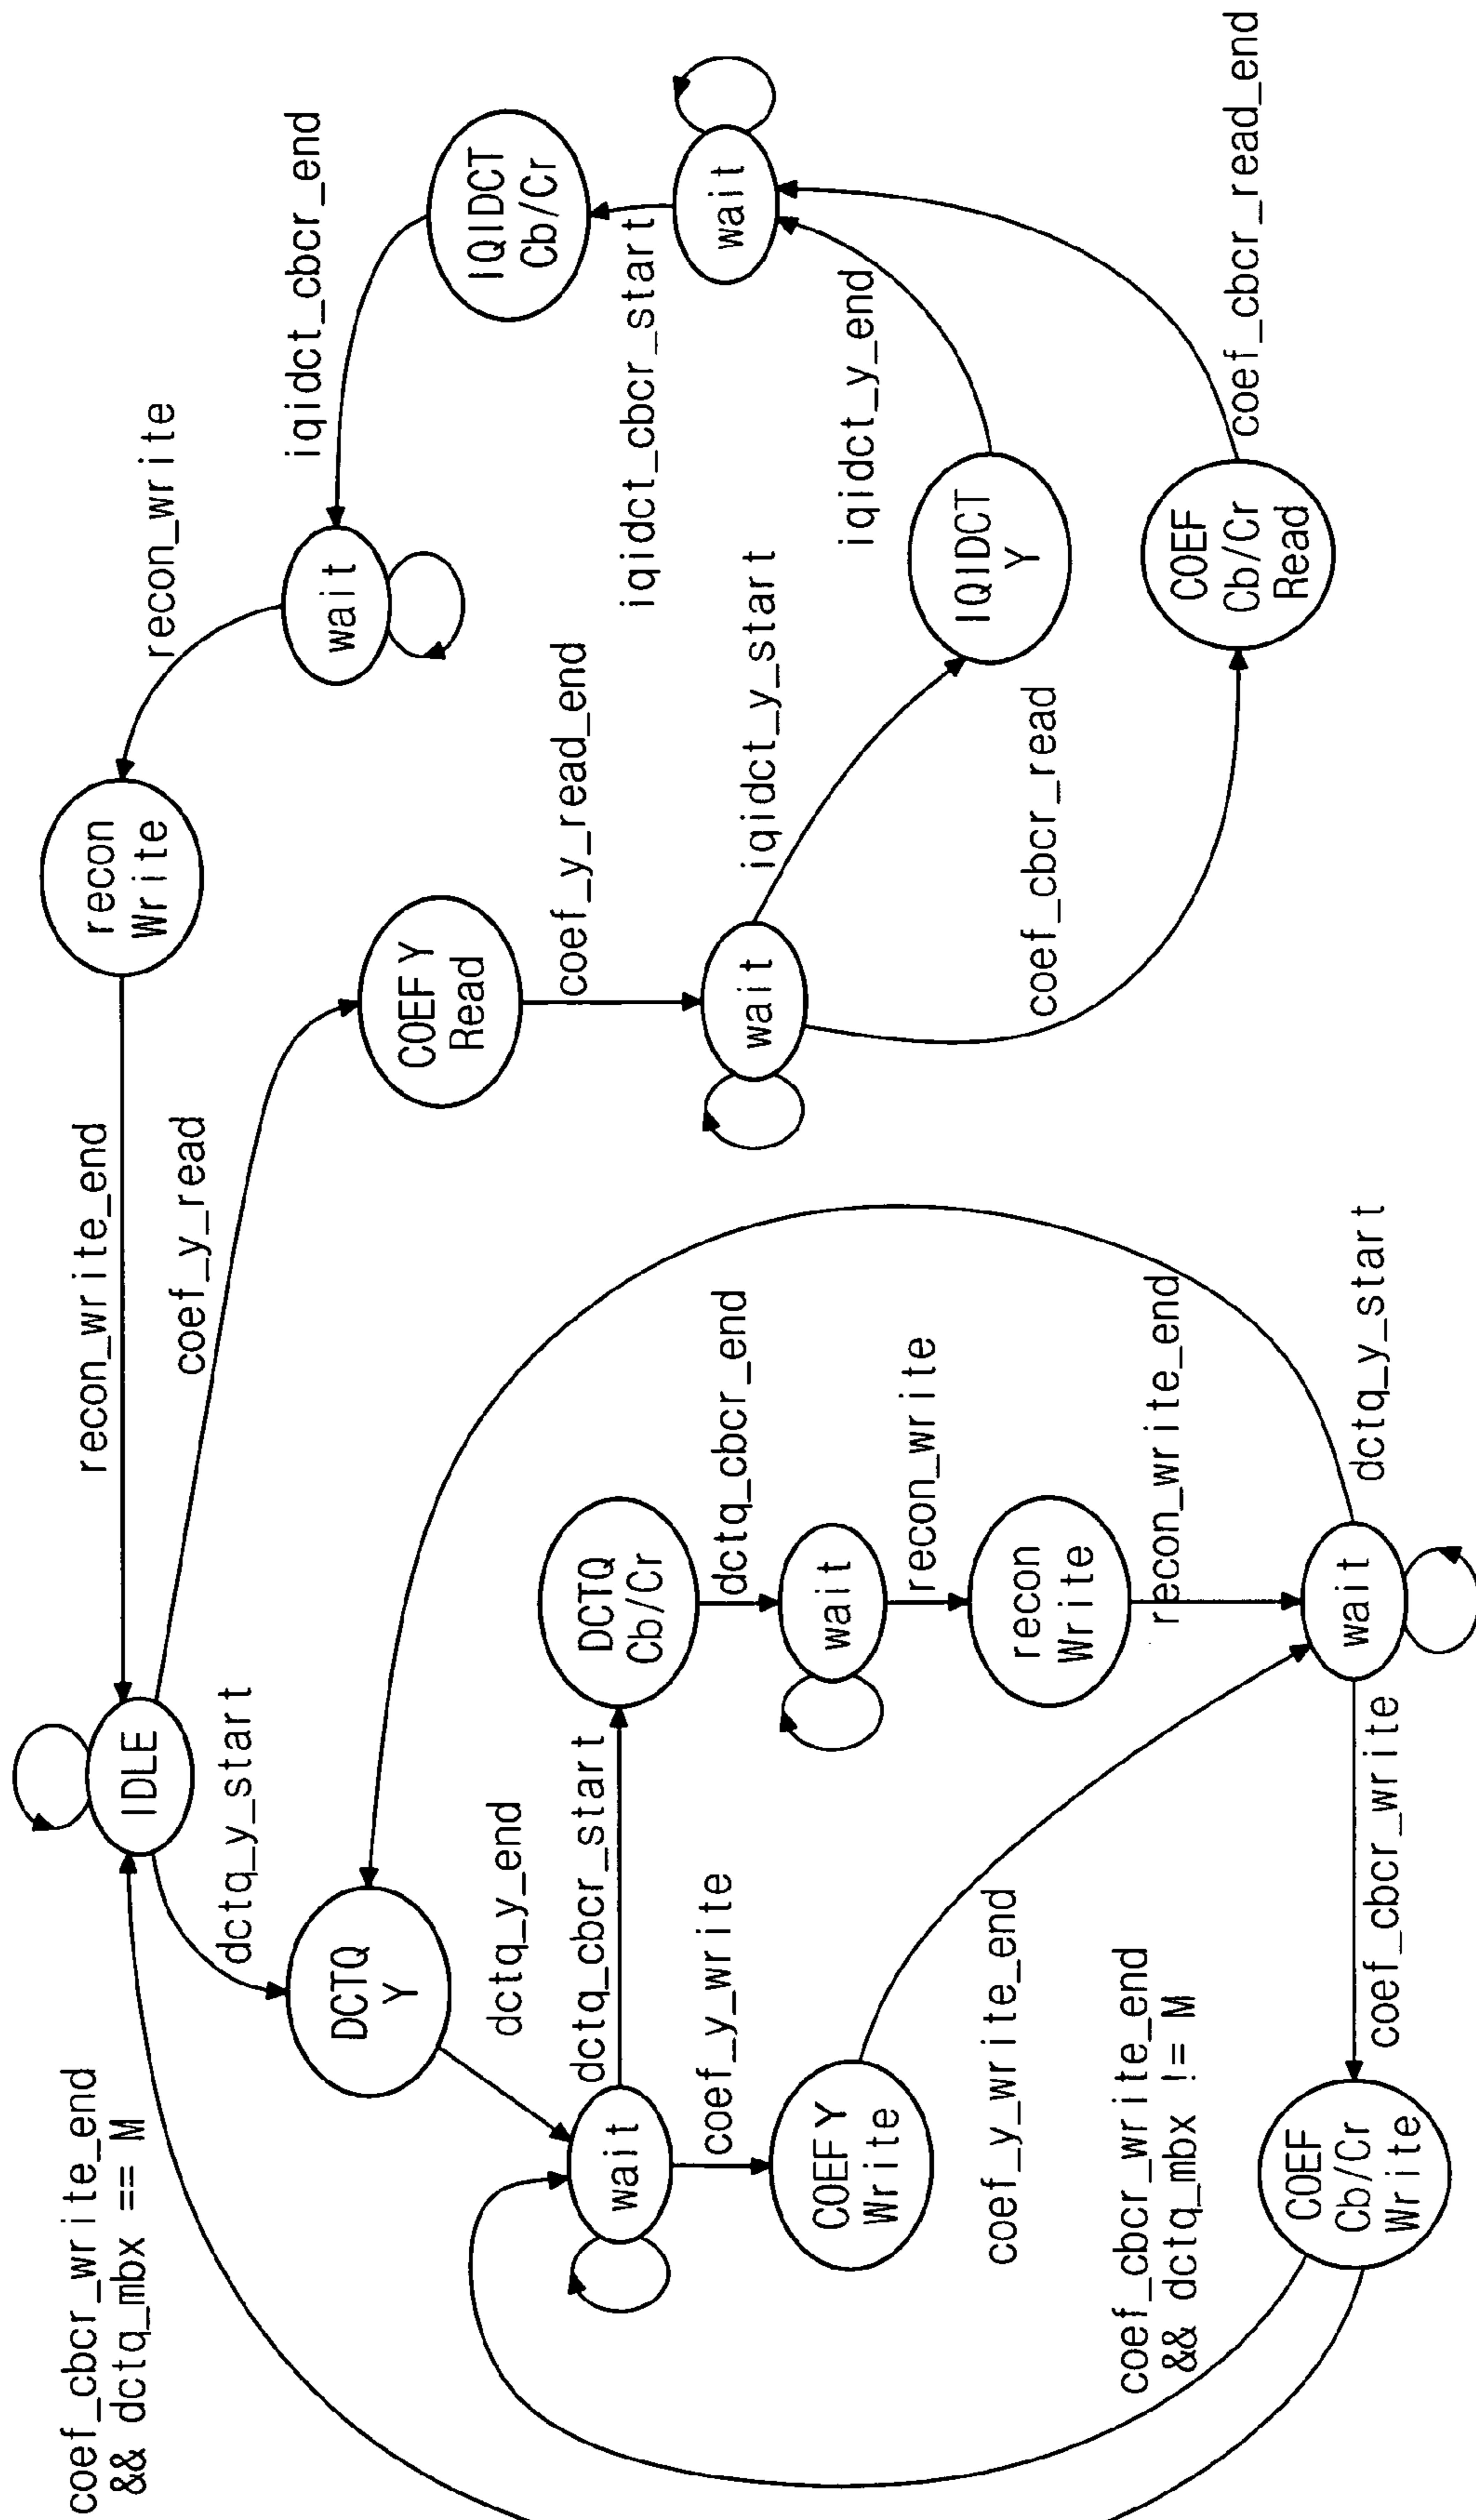 coef_cbcr_write_end
&& dctq_mbx == M
IDLE
recon_write_end
coef_y_read
recon
Write
recon_write
wait
iqidct_cbcr_end
IQIDCT
Cb/Cr
iqidct_cbcr_start
wait
COEF Y
Read
coef_y_read_end
wait
iqidct_y_start
iqidct_y_end
IQIDCT
Y
coef_cbcr_read
COEF
Cb/Cr
Read
coef_cbcr_read_end
dctq_y_start
DCTQ
Y
dctq_y_end
wait
dctq_cbcr_start
DCTQ
Cb/Cr
dctq_cbcr_end
wait
recon_write
recon
Write
recon_write_end
coef_y_write
COEF Y
Write
coef_y_write_end
wait
dctq_y_start
coef_cbcr_write
COEF
Cb/Cr
Write
coef_cbcr_write_end
&& dctq_mbx != M